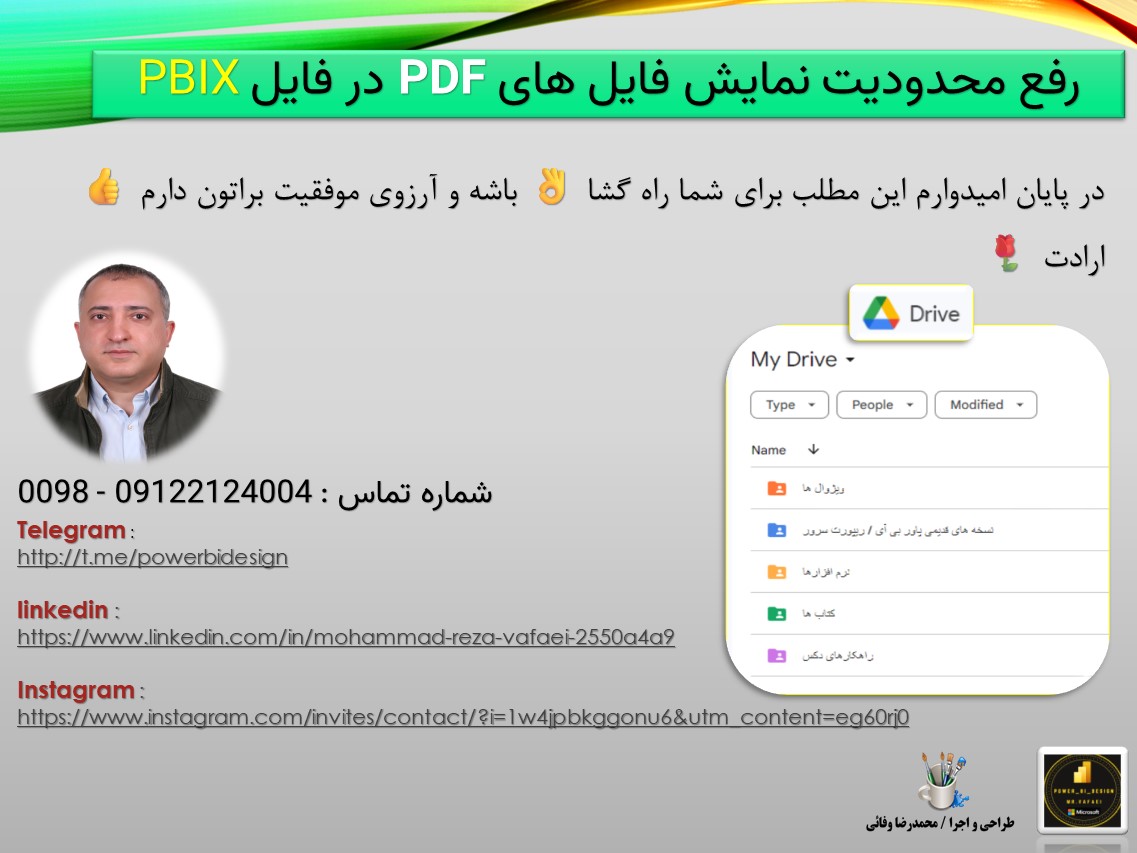 رفع محدودیت نمایش فایل های PDF در فایل PBIX
در پایان امیدوارم این مطلب برای شما راه گشا 👌 باشه و آرزوی موفقیت براتون دارم 👍
ارادت 🌹
Drive
My Drive
Type People Modified
Name
ویژوال ها
نسخه های قدیمی پاور بی آی / ریپورت سرور
نرم افزارها
کتاب ها
راهکارهای دکس
شماره تماس : 09122124004 - 0098
Telegram :
http://t.me/powerbidesign
linkedin :
https://www.linkedin.com/in/mohammad-reza-vafaei-2550a4a9
Instagram :
https://www.instagram.com/invites/contact/?i=1w4jpbkggonu6&utm_content=eg60rj0
طراحی و اجرا / محمدرضا وفائی
POWER_BI_DESIGN
MR.VAFAEI
Microsoft